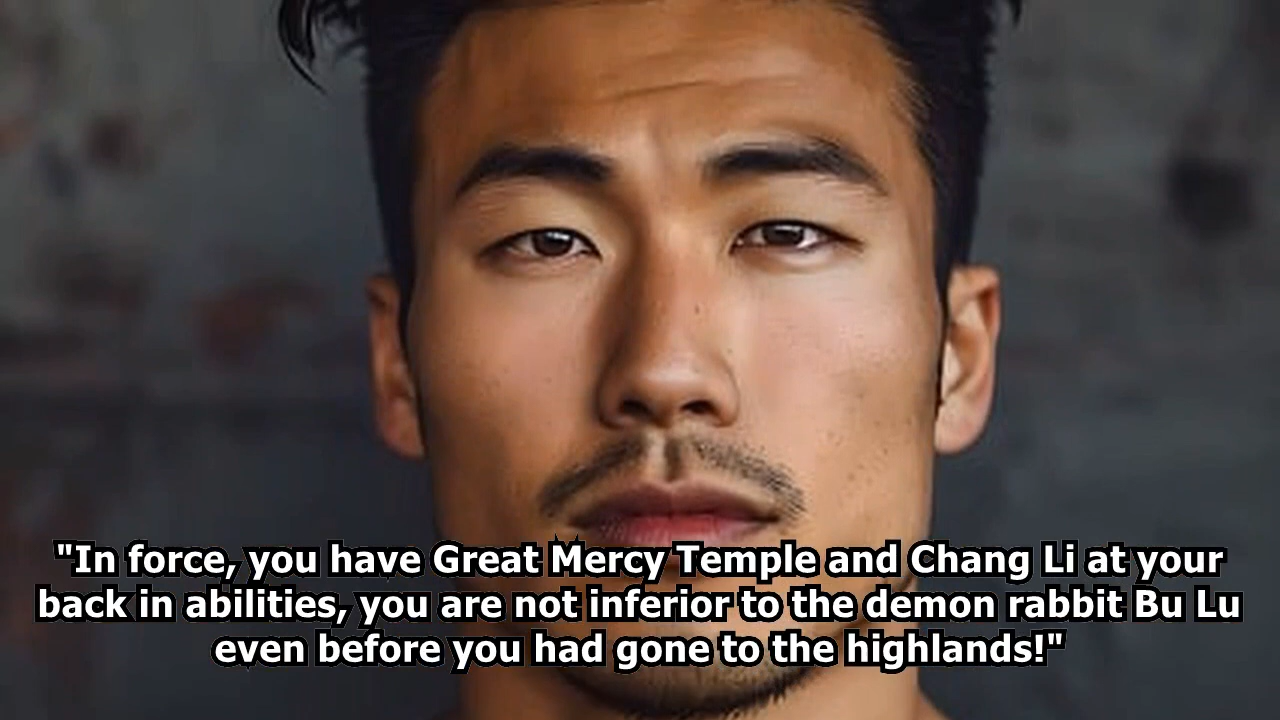 "In force, you have Great Mercy Temple and Chang Li at your
back in abilities, you are not inferior to the demon rabbit Bu Lu
even before you had gone to the highlands!"